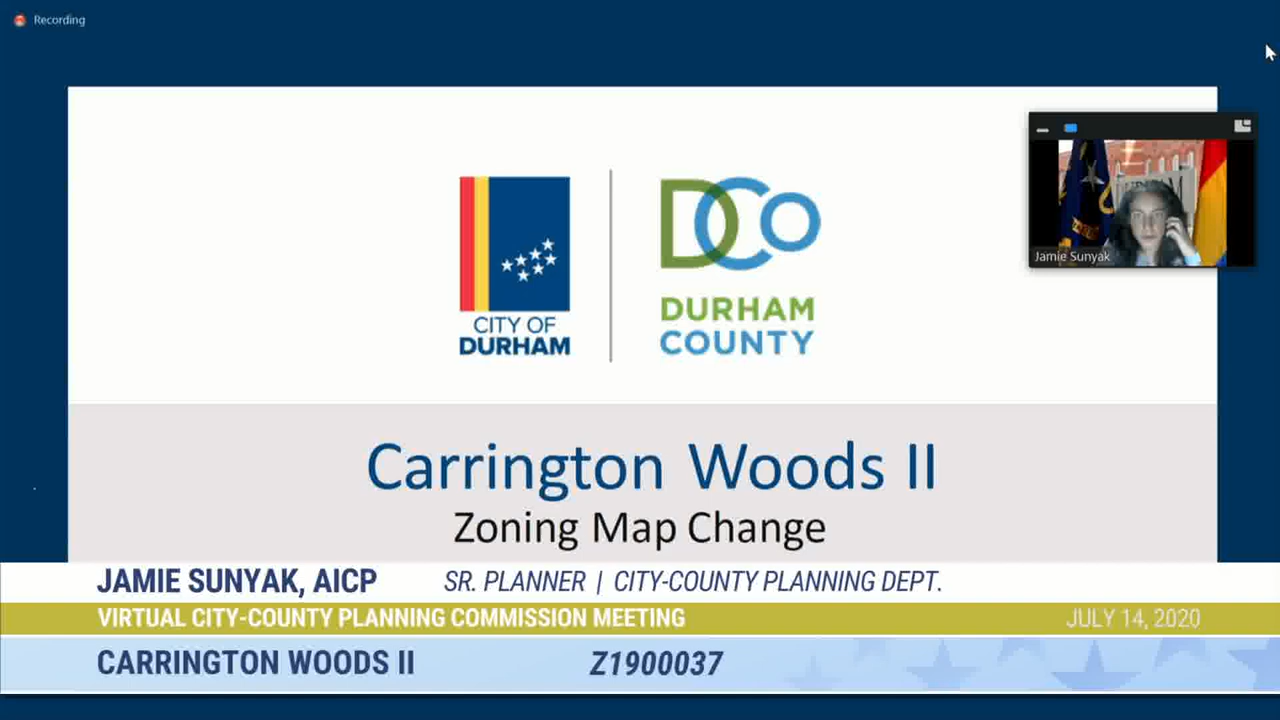 Recording
Jamie Sunyak
CITY OF
DURHAM
DCo
DURHAM
COUNTY
Carrington Woods II
Zoning Map Change
JAMIE SUNYAK, AICP SR. PLANNER | CITY-COUNTY PLANNING DEPT.
VIRTUAL CITY-COUNTY PLANNING COMMISSION MEETING JULY 14, 2020
CARRINGTON WOODS II Z1900037